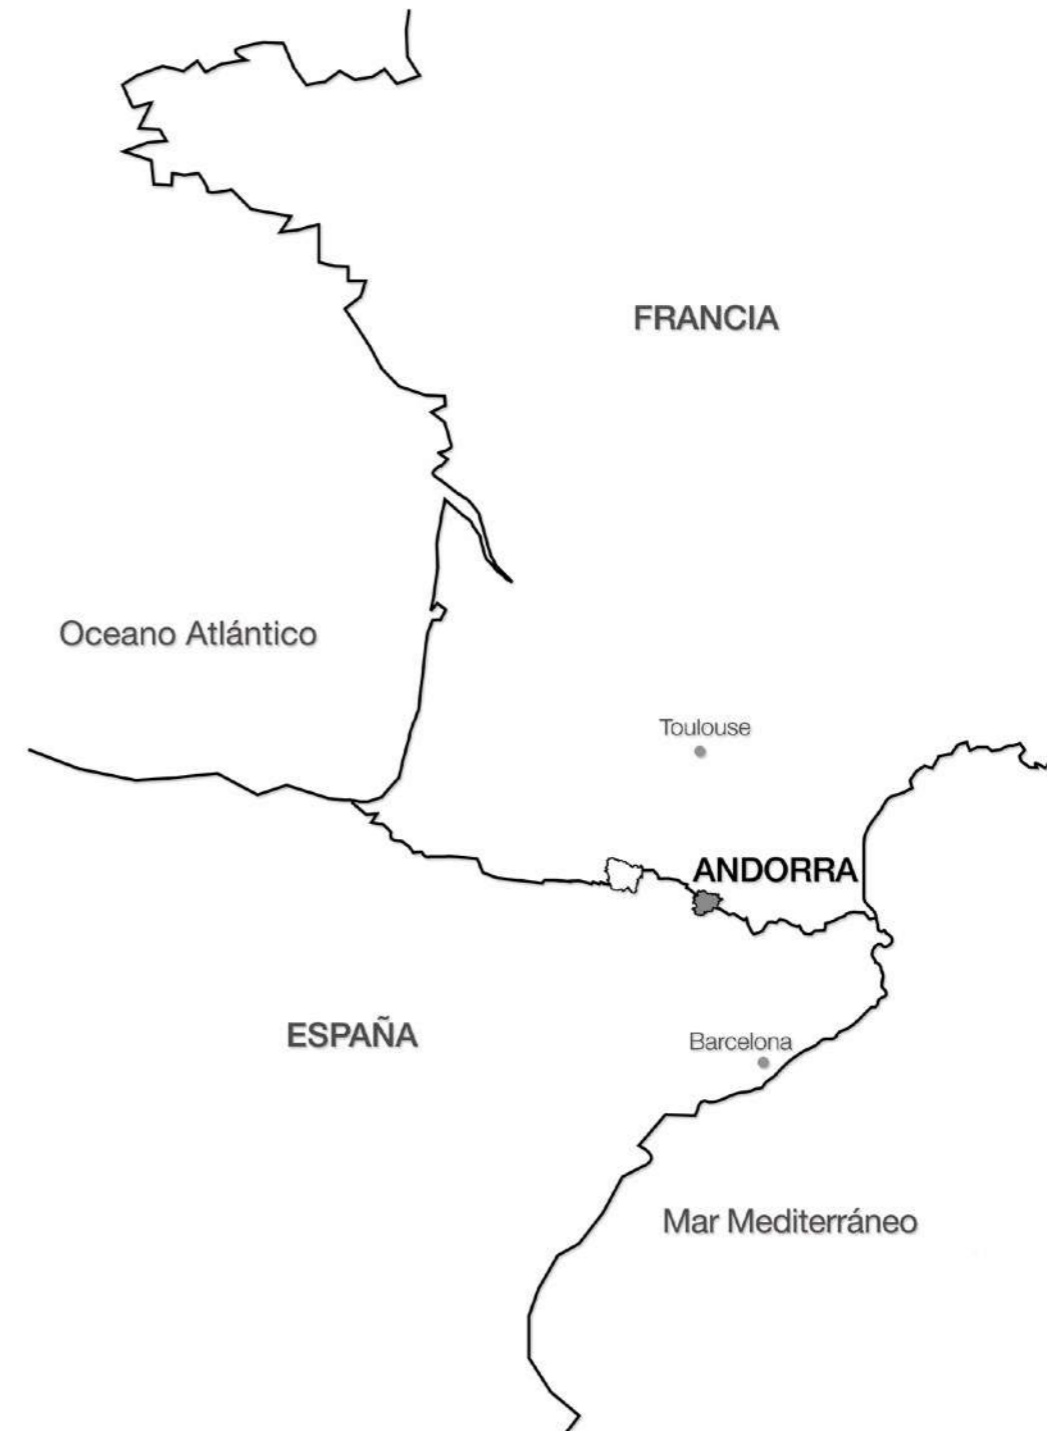 FRANCIA
Oceano Atlántico
Toulouse
ANDORRA
ESPAÑA
Barcelona
Mar Mediterráneo